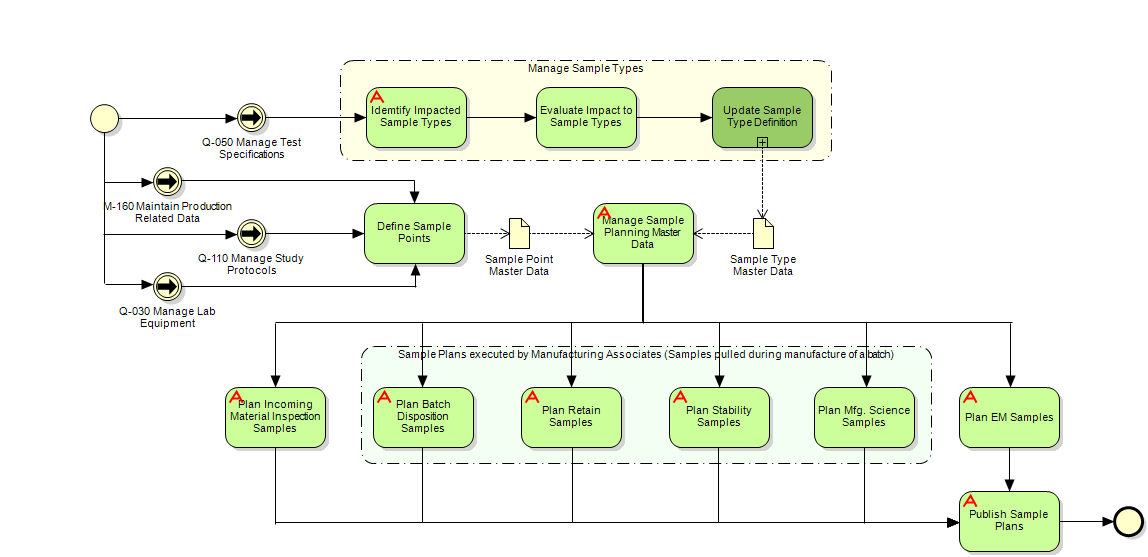 Manage Sample Types
Identify Impacted
Sample Types
Evaluate Impact to
Sample Types
Update Sample
Type Definition
Q-050 Manage Test
Specifications
M-160 Maintain Production
Related Data
Define Sample
Points
Manage Sample
Planning Master
Data
Q-110 Manage Study
Protocols
Sample Point
Master Data
Sample Type
Master Data
Q-030 Manage Lab
Equipment
Sample Plans executed by Manufacturing Associates (Samples pulled during manufacture of a batch)
Plan Incoming
Material Inspection
Samples
Plan Batch
Disposition
Samples
Plan Retain
Samples
Plan Stability
Samples
Plan Mfg. Science
Samples
Plan EM Samples
Publish Sample
Plans